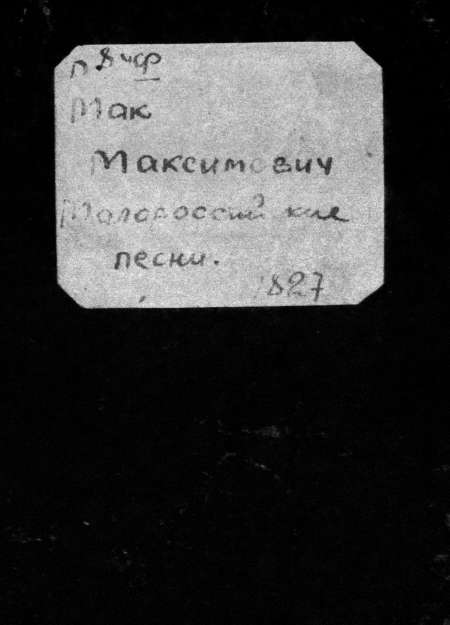 Мак
Максимович
Малороссийские
песни.
1827